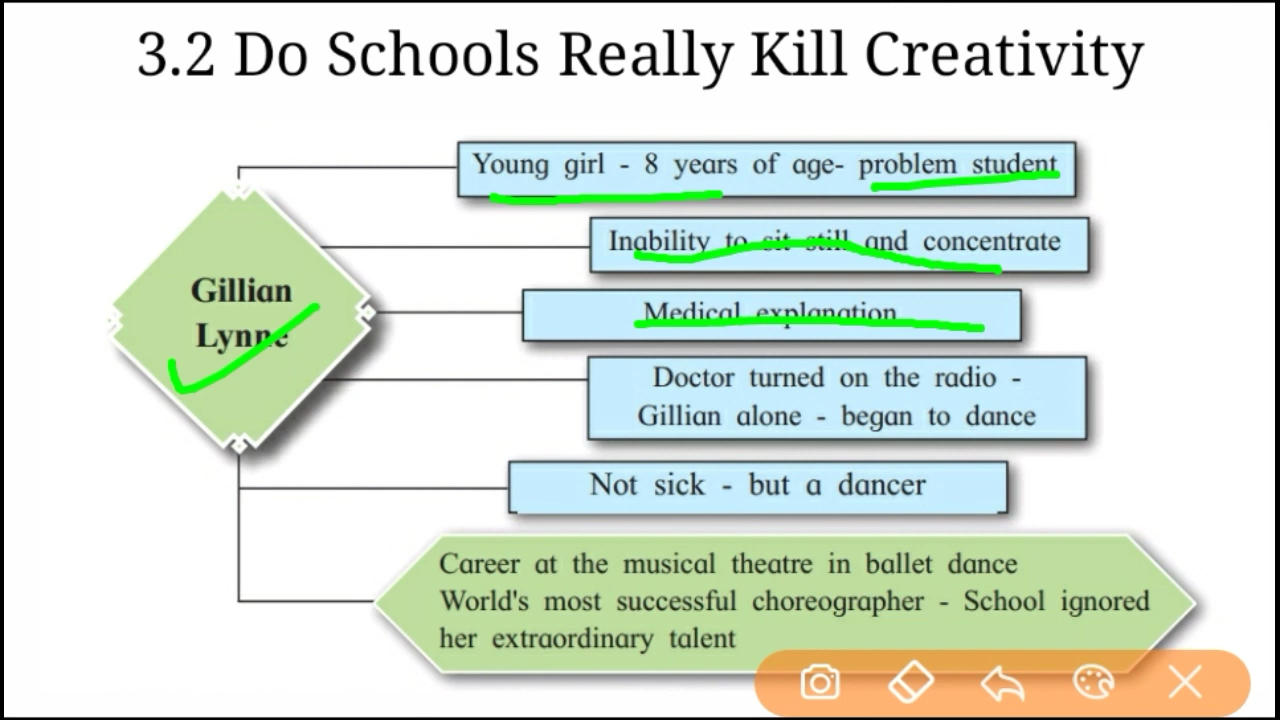 3.2 Do Schools Really Kill Creativity
Young girl - 8 years of age- problem student
Inability to sit still and concentrate
Gillian
Lynne
Medical explanation
Doctor turned on the radio -
Gillian alone - began to dance
Not sick - but a dancer
Career at the musical theatre in ballet dance
World's most successful choreographer - School ignored
her extraordinary talent